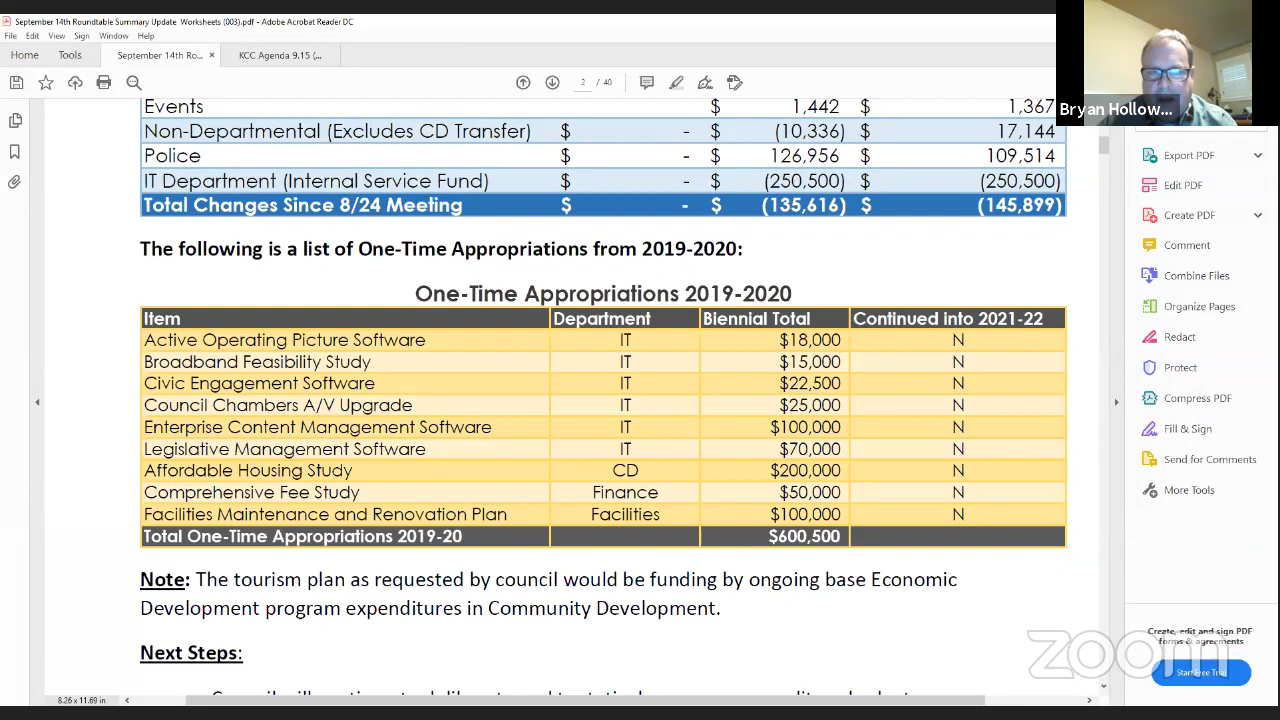 September 14th Roundtable Summary Update Worksheets (003).pdf - Adobe Acrobat Reader DC
File Edit View Sign Window Help
Home Tools September 14th Ro... × KCC Agenda 9.15 (...
2 / 40
Bryan Hollow...
Events $ 1,442 $ 1,367
Non-Departmental (Excludes CD Transfer) $ - $ (10,336) $ 17,144
Police $ - $ 126,956 $ 109,514
IT Department (Internal Service Fund) $ - $ (250,500) $ (250,500)
Total Changes Since 8/24 Meeting $ - $ (135,616) $ (145,899)
The following is a list of One-Time Appropriations from 2019-2020:
One-Time Appropriations 2019-2020
Item Department Biennial Total Continued into 2021-22
Active Operating Picture Software IT $18,000 N
Broadband Feasibility Study IT $15,000 N
Civic Engagement Software IT $22,500 N
Council Chambers A/V Upgrade IT $25,000 N
Enterprise Content Management Software IT $100,000 N
Legislative Management Software IT $70,000 N
Affordable Housing Study CD $200,000 N
Comprehensive Fee Study Finance $50,000 N
Facilities Maintenance and Renovation Plan Facilities $100,000 N
Total One-Time Appropriations 2019-20 $600,500
Note: The tourism plan as requested by council would be funding by ongoing base Economic
Development program expenditures in Community Development.
Next Steps:
8.26 x 11.69 in
Export PDF
Edit PDF
Create PDF
Comment
Combine Files
Organize Pages
Redact
Protect
Compress PDF
Fill & Sign
Send for Comments
More Tools
Create, edit and sign PDF
forms & agreements
Start Free Trial
zoom